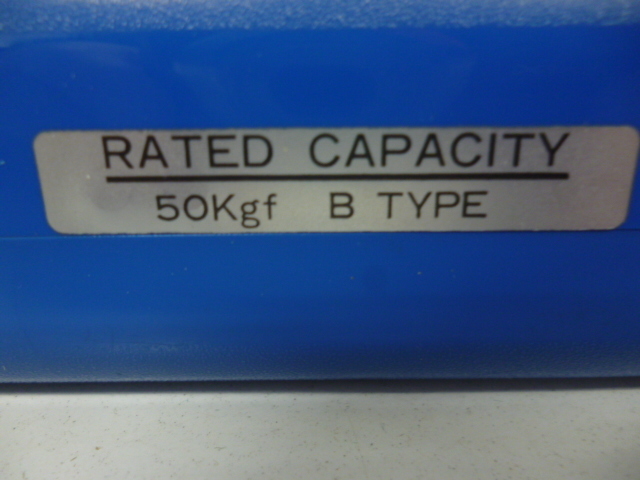 RATED CAPACITY
50Kgf B TYPE